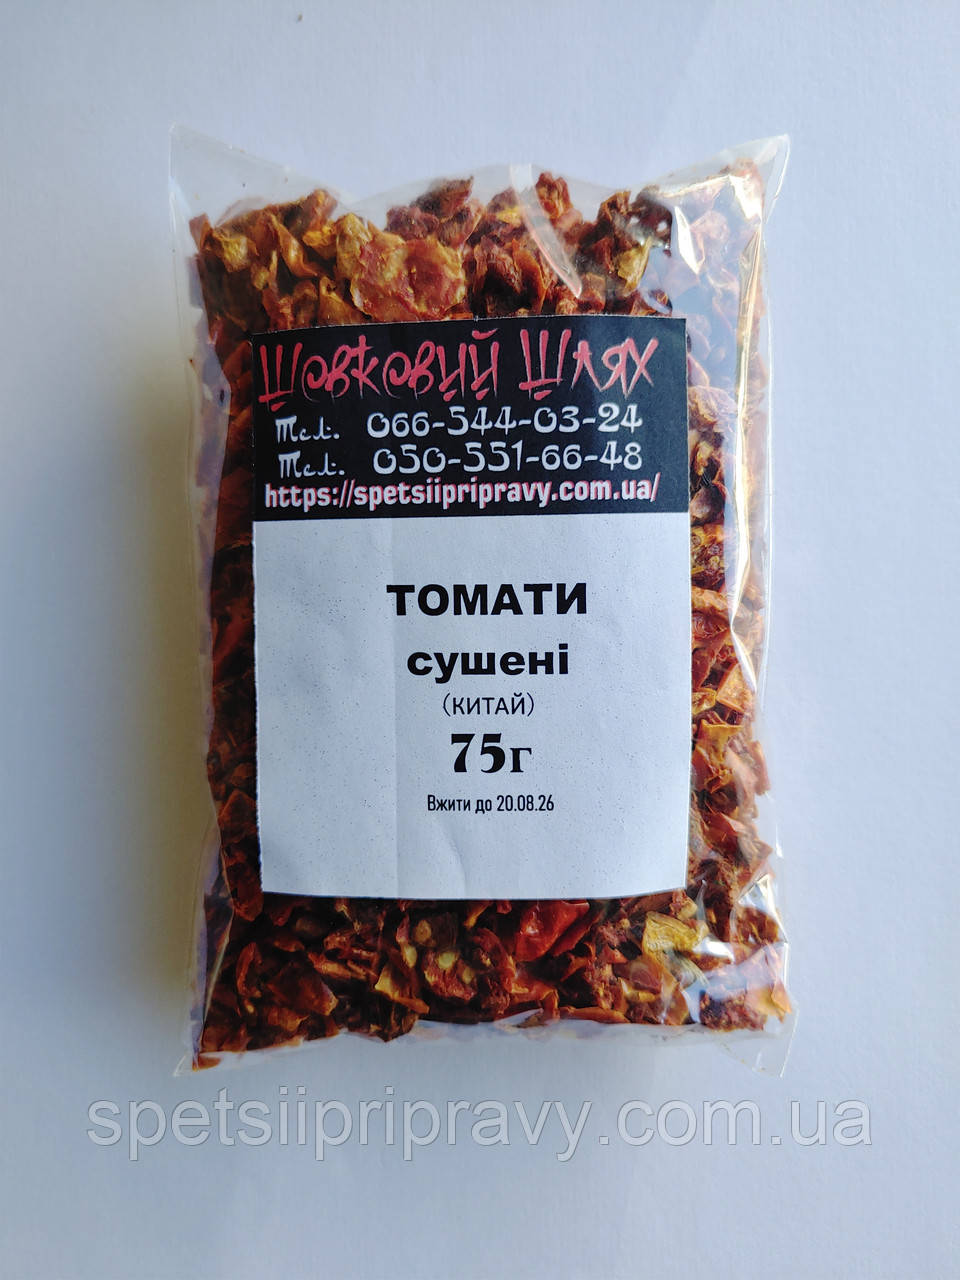 Шовковий Шлях
Тел. 066-544-03-24
Тел. 050-551-66-48
https://spetsiipripravy.com.ua/
ТОМАТИ
сушені
(КИТАЙ)
75г
Вжити до 20.08.26
spetsiipripravy.com.ua